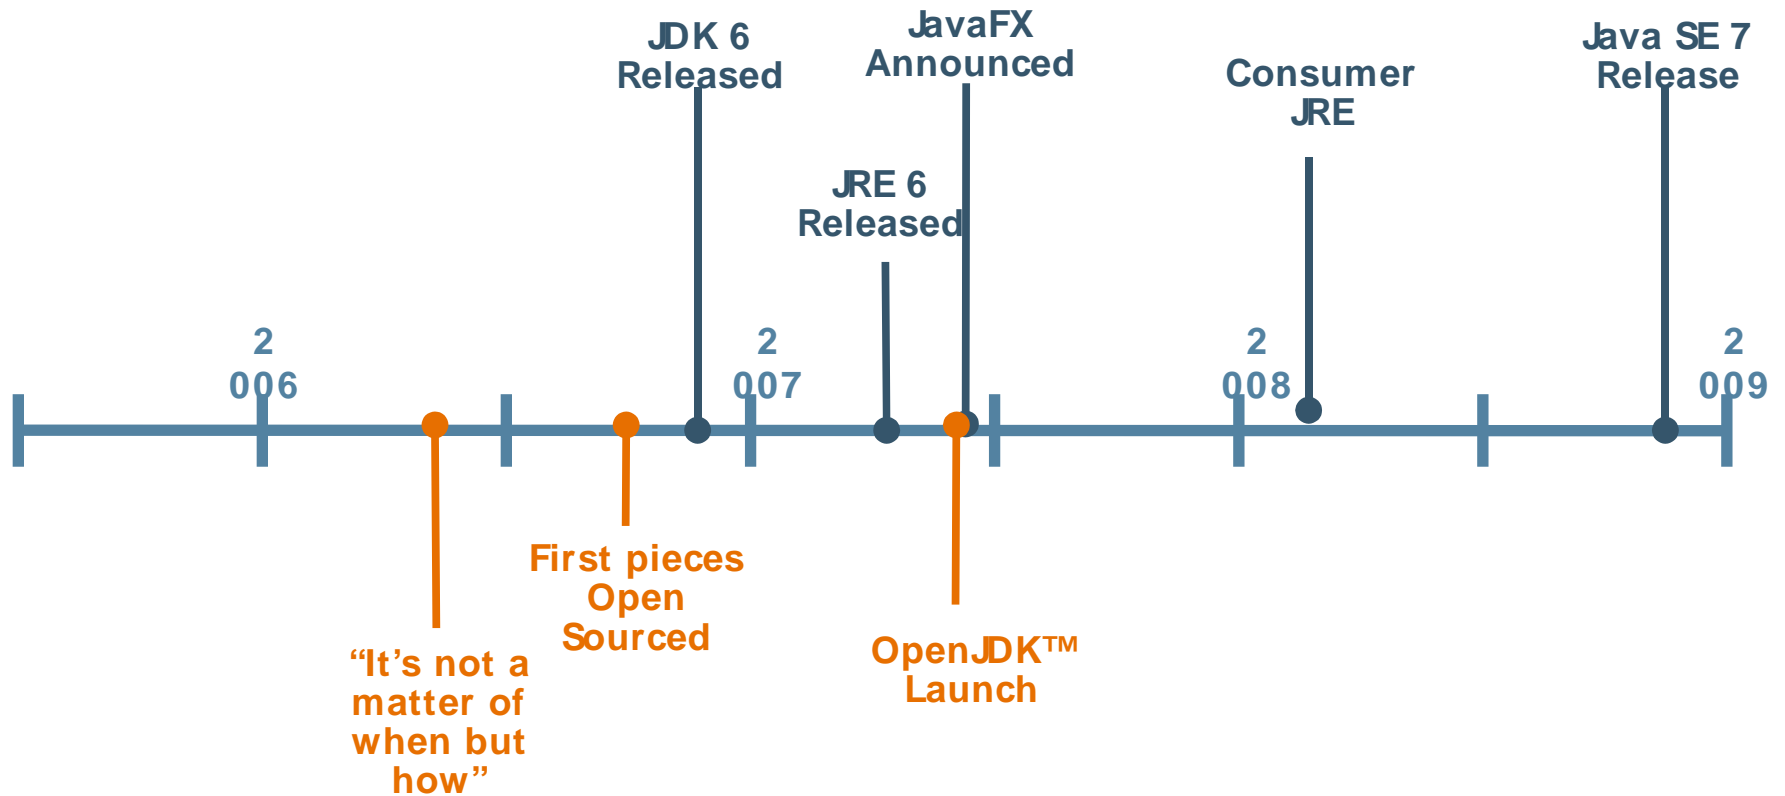 JDK 6
Released
JavaFX
Announced
Consumer
JRE
Java SE 7
Release
JRE 6
Released
2
006
2
007
2
008
2
009
First pieces
Open
Sourced
“It’s not a
matter of
when but
how”
OpenJDK™
Launch